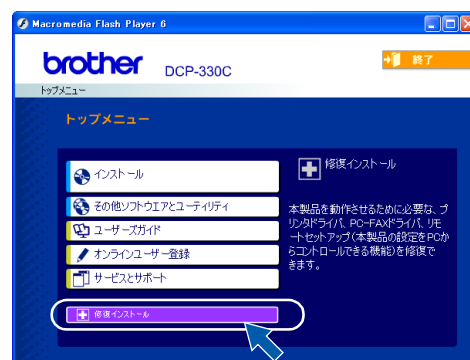 Macromedia Flash Player 6
brother DCP-330C
終了
トップメニュー
トップメニュー
インストール
その他ソフトウエアとユーティリティ
ユーザーズガイド
オンラインユーザー登録
サービスとサポート
修復インストール
修復インストール
本製品を動作させるために必要な、プ
リンタドライバ、PC-FAXドライバ、リモ
ートセットアップ(本製品の設定をPCか
らコントロールできる機能)を修復で
きます。